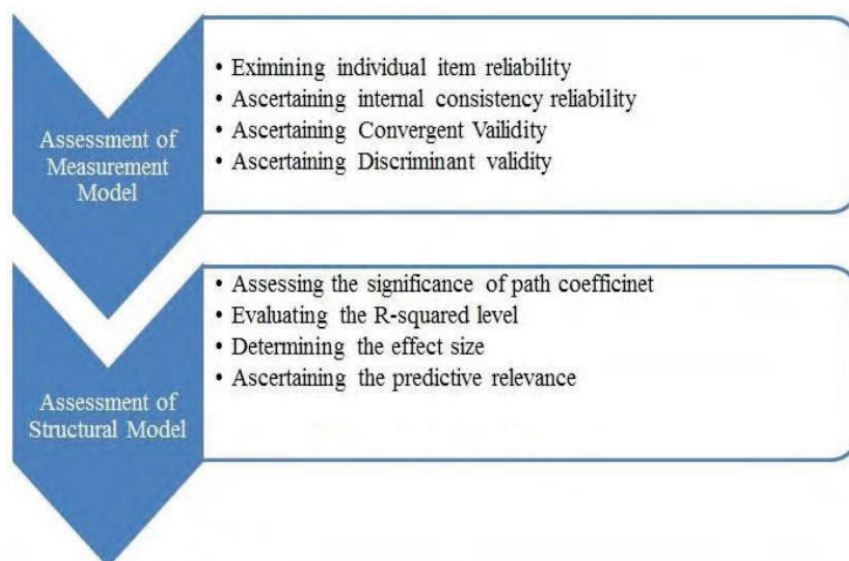 Assessment of
Measurement
Model
• Eximining individual item reliability
• Ascertaining internal consistency reliability
• Ascertaining Convergent Vailidity
• Ascertaining Discriminant validity
Assessment of
Structural Model
• Assessing the significance of path coefficinet
• Evaluating the R-squared level
• Determining the effect size
• Ascertaining the predictive relevance